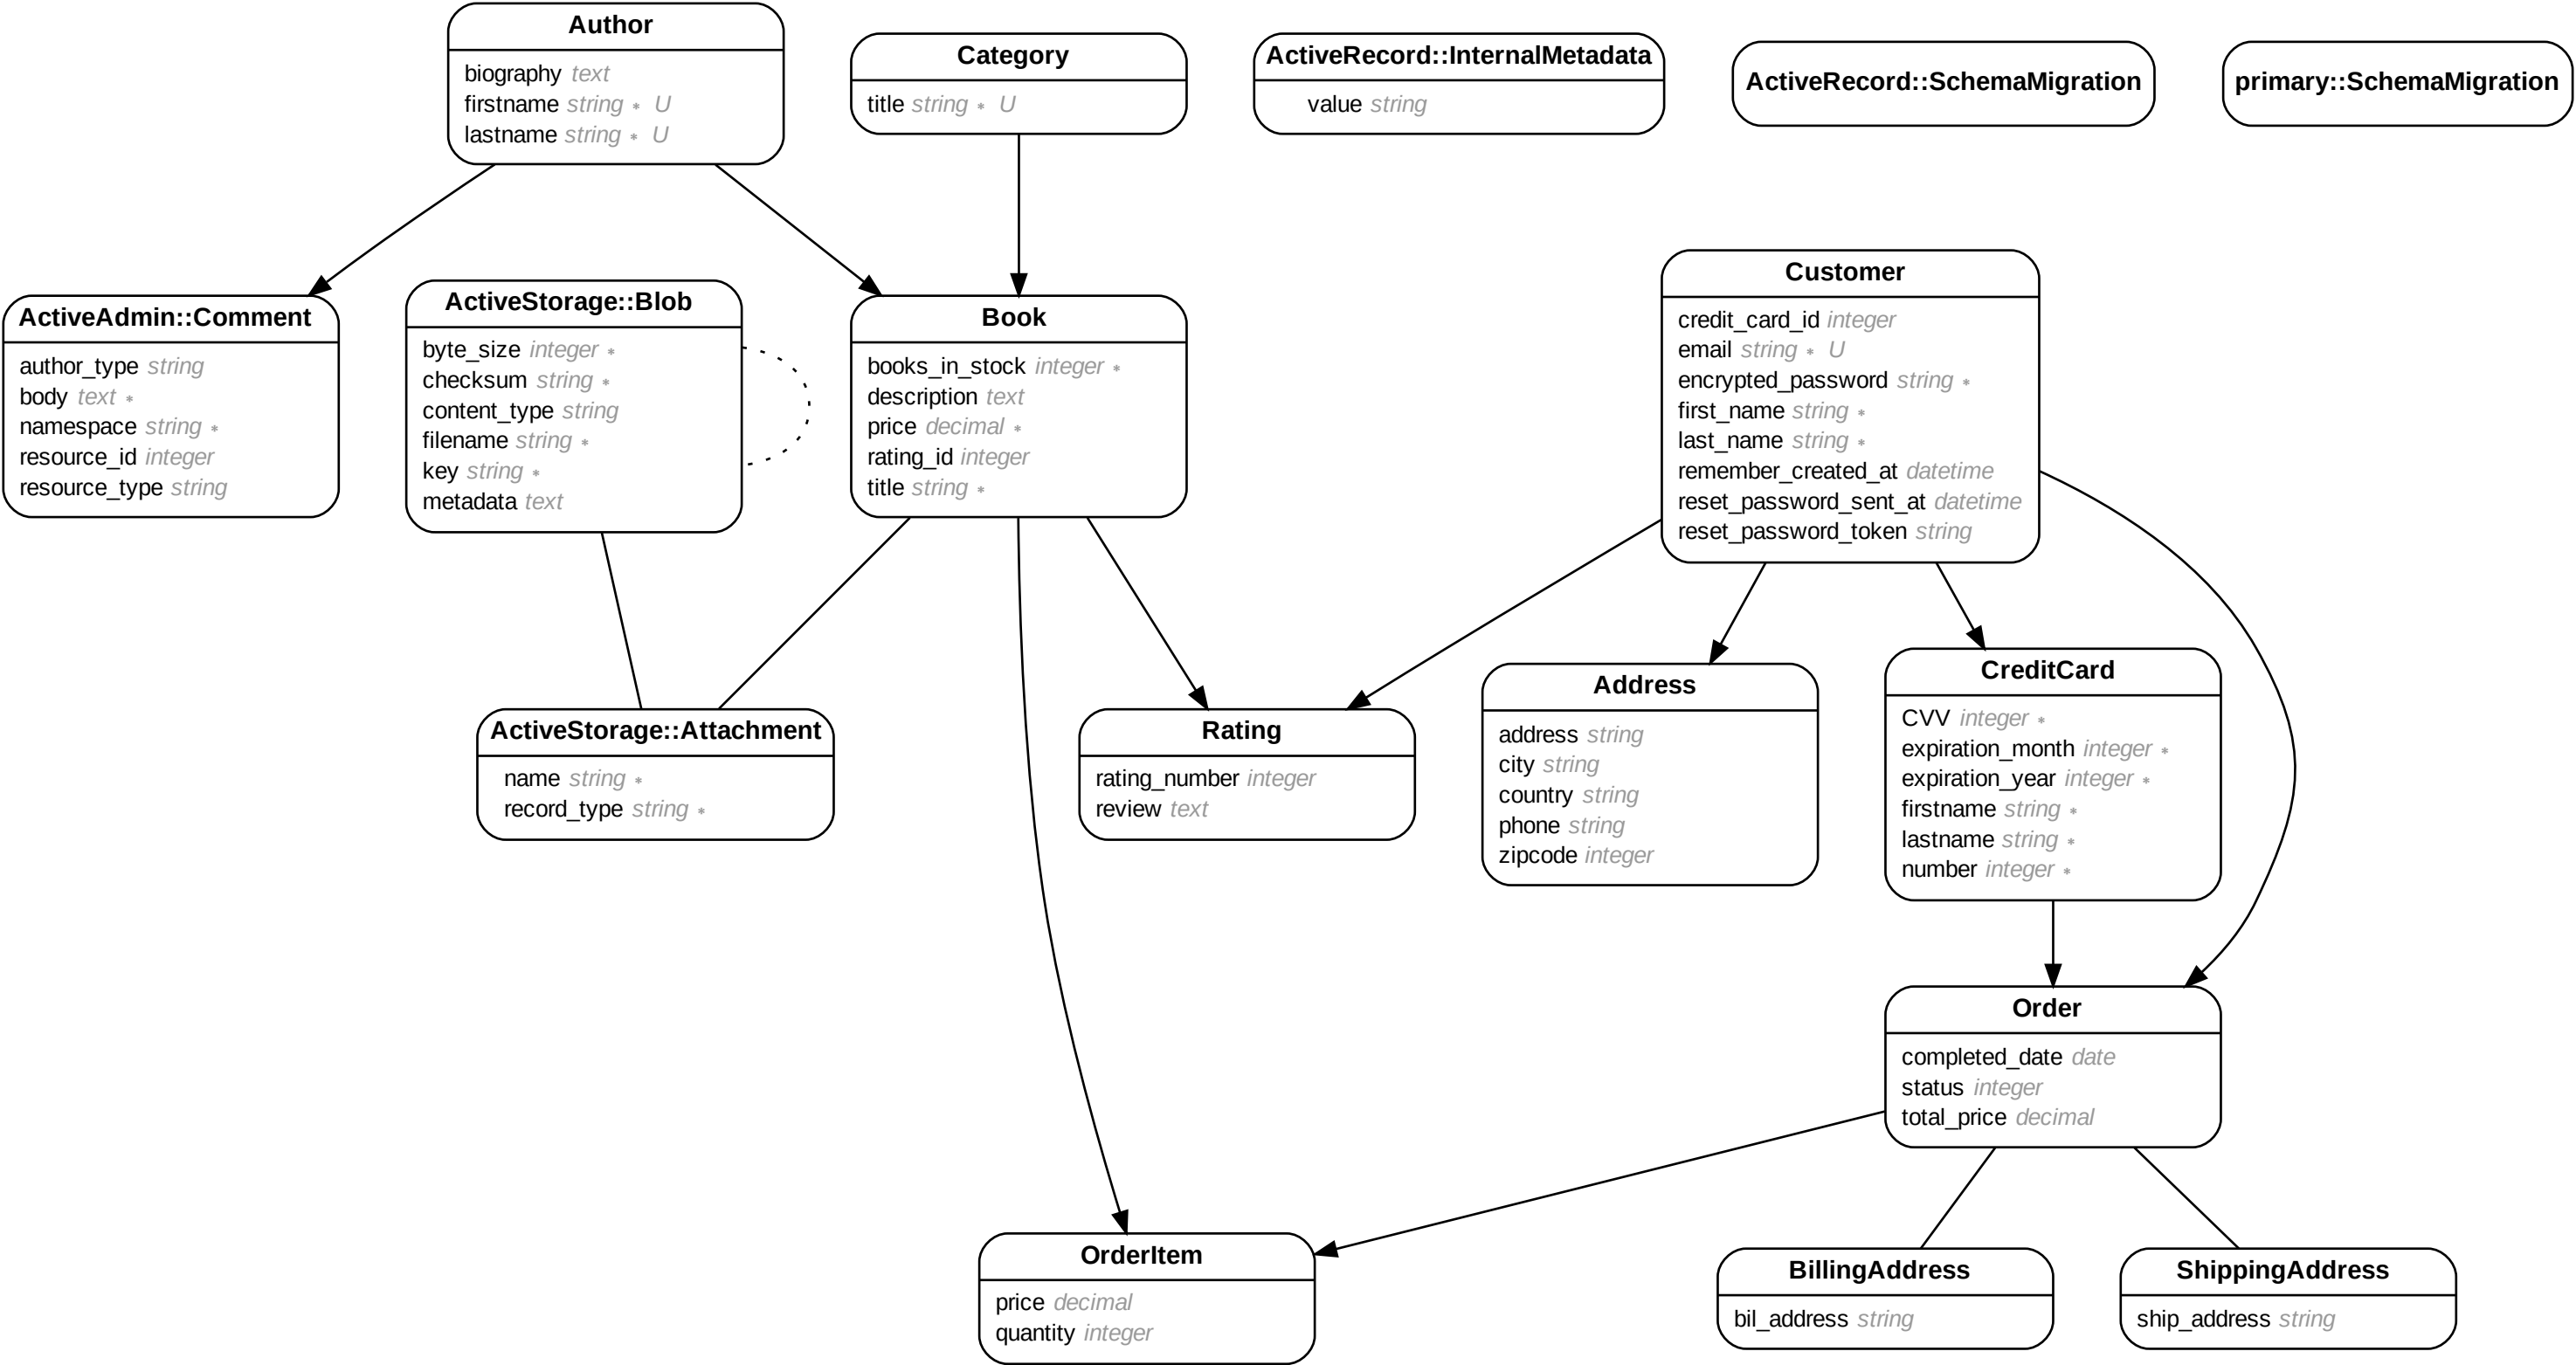 Author
biography text
firstname string * U
lastname string * U
Category
title string * U
ActiveRecord::InternalMetadata
value string
ActiveRecord::SchemaMigration
primary::SchemaMigration
ActiveAdmin::Comment
author_type string
body text *
namespace string *
resource_id integer
resource_type string
ActiveStorage::Blob
byte_size integer *
checksum string *
content_type string
filename string *
key string *
metadata text
Book
books_in_stock integer *
description text
price decimal *
rating_id integer
title string *
Customer
credit_card_id integer
email string * U
encrypted_password string *
first_name string *
last_name string *
remember_created_at datetime
reset_password_sent_at datetime
reset_password_token string
ActiveStorage::Attachment
name string *
record_type string *
Rating
rating_number integer
review text
Address
address string
city string
country string
phone string
zipcode integer
CreditCard
CVV integer *
expiration_month integer *
expiration_year integer *
firstname string *
lastname string *
number integer *
Order
completed_date date
status integer
total_price decimal
OrderItem
price decimal
quantity integer
BillingAddress
bil_address string
ShippingAddress
ship_address string